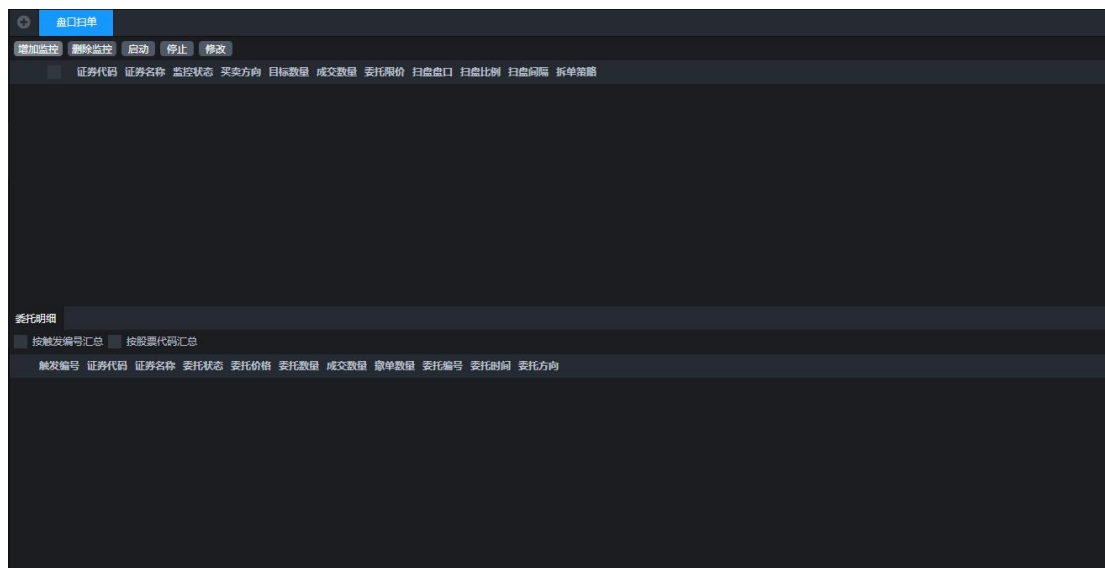 盘口扫单
增加监控 删除监控 启动 停止 修改
证券代码 证券名称 监控状态 买卖方向 目标数量 成交数量 委托限价 扫盘盘口 扫盘比例 扫盘间隔 拆单策略
委托明细
按触发编号汇总 按股票代码汇总
触发编号 证券代码 证券名称 委托状态 委托价格 委托数量 成交数量 撤单数量 委托编号 委托时间 委托方向